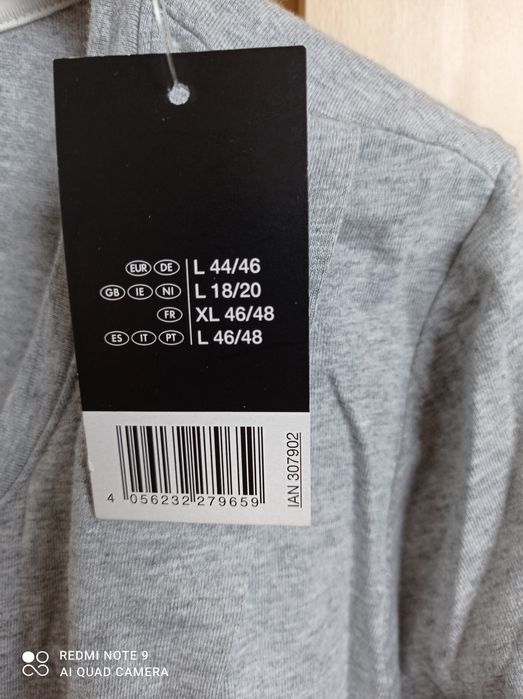 EUR DE L 44/46
GB IE NI L 18/20
FR XL 46/48
ES IT PT L 46/48
4 056232 279659
IAN 307902
REDMI NOTE 9
AI QUAD CAMERA